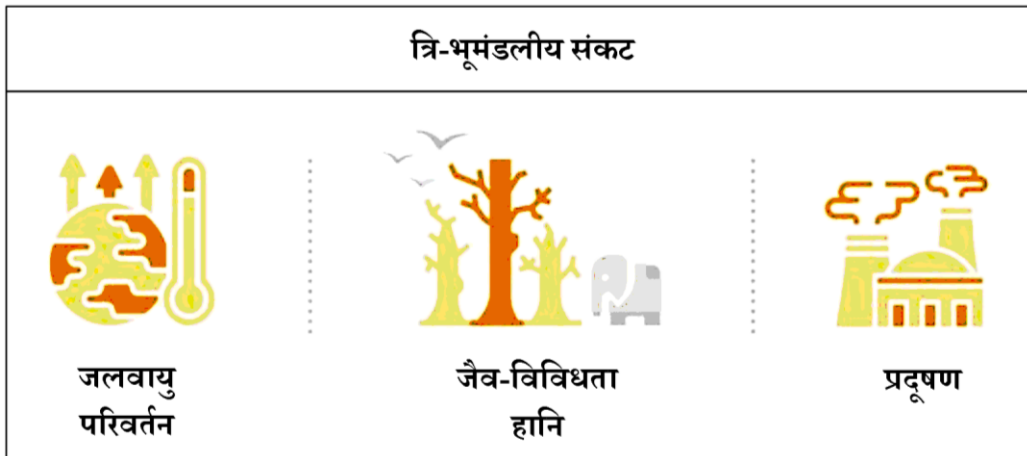 त्रि-भूमंडलीय संकट
जलवायु
परिवर्तन
जैव-विविधता
हानि
प्रदूषण